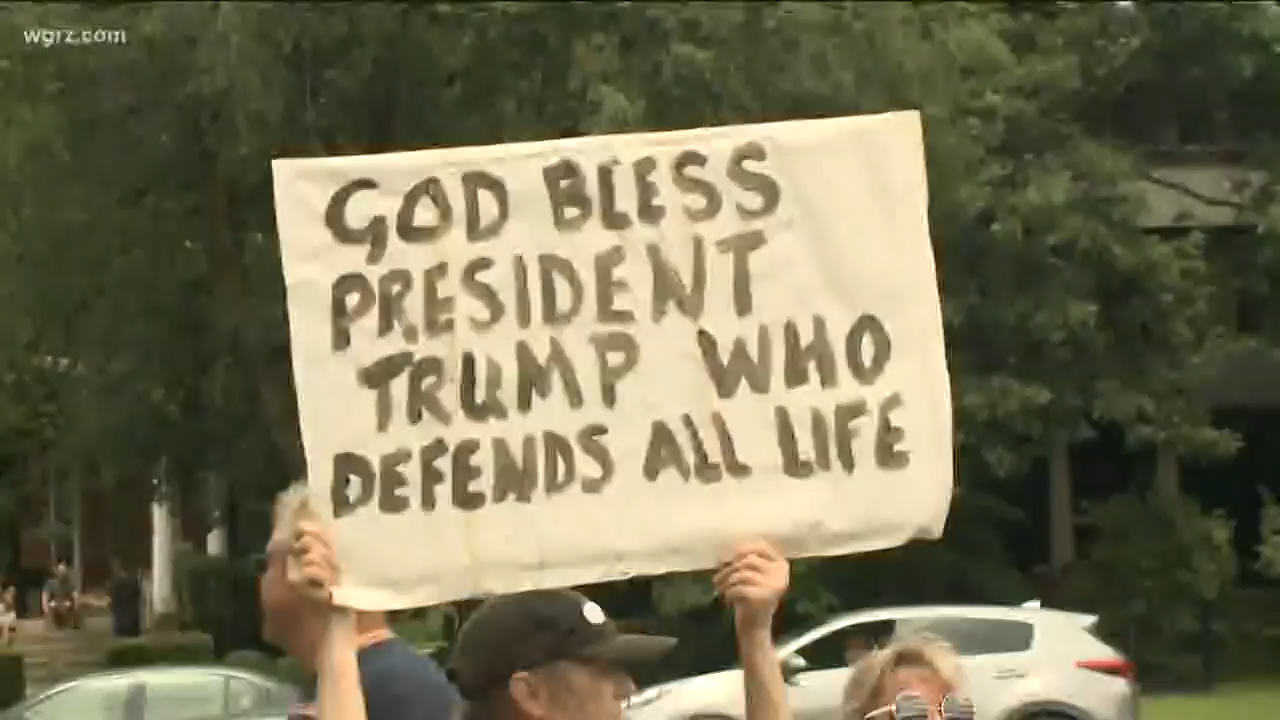 wgrz.com
GOD BLESS
PRESIDENT
TRUMP WHO
DEFENDS ALL LIFE